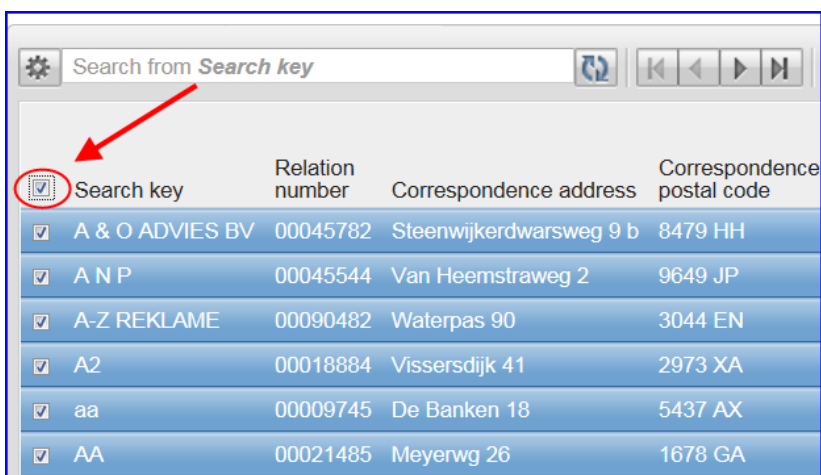 Search from Search key
Search key
Relation number
Correspondence address
Correspondence postal code
A & O ADVIES BV 00045782 Steenwijkerdwarsweg 9 b 8479 HH
A N P 00045544 Van Heemstraweg 2 9649 JP
A-Z REKLAME 00090482 Waterpas 90 3044 EN
A2 00018884 Vissersdijk 41 2973 XA
aa 00009745 De Banken 18 5437 AX
AA 00021485 Meyerwg 26 1678 GA